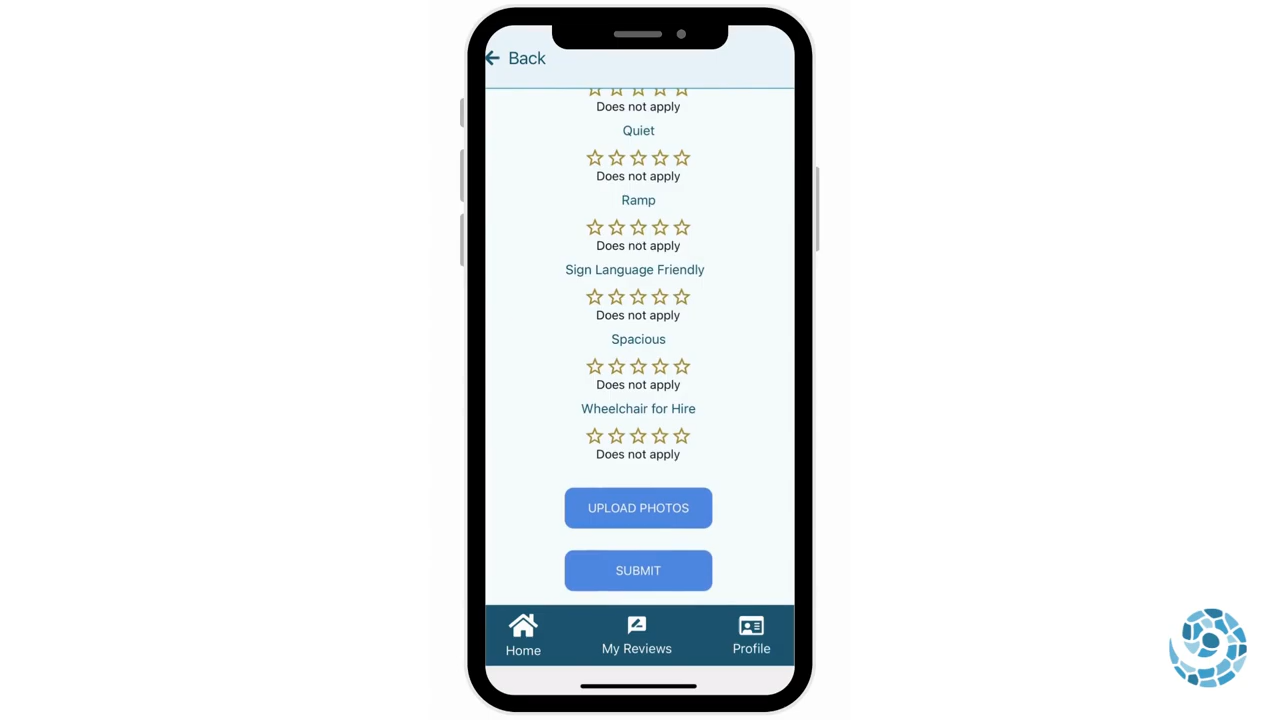 Back
Does not apply
Quiet
Does not apply
Ramp
Does not apply
Sign Language Friendly
Does not apply
Spacious
Does not apply
Wheelchair for Hire
Does not apply
UPLOAD PHOTOS
SUBMIT
Home My Reviews Profile